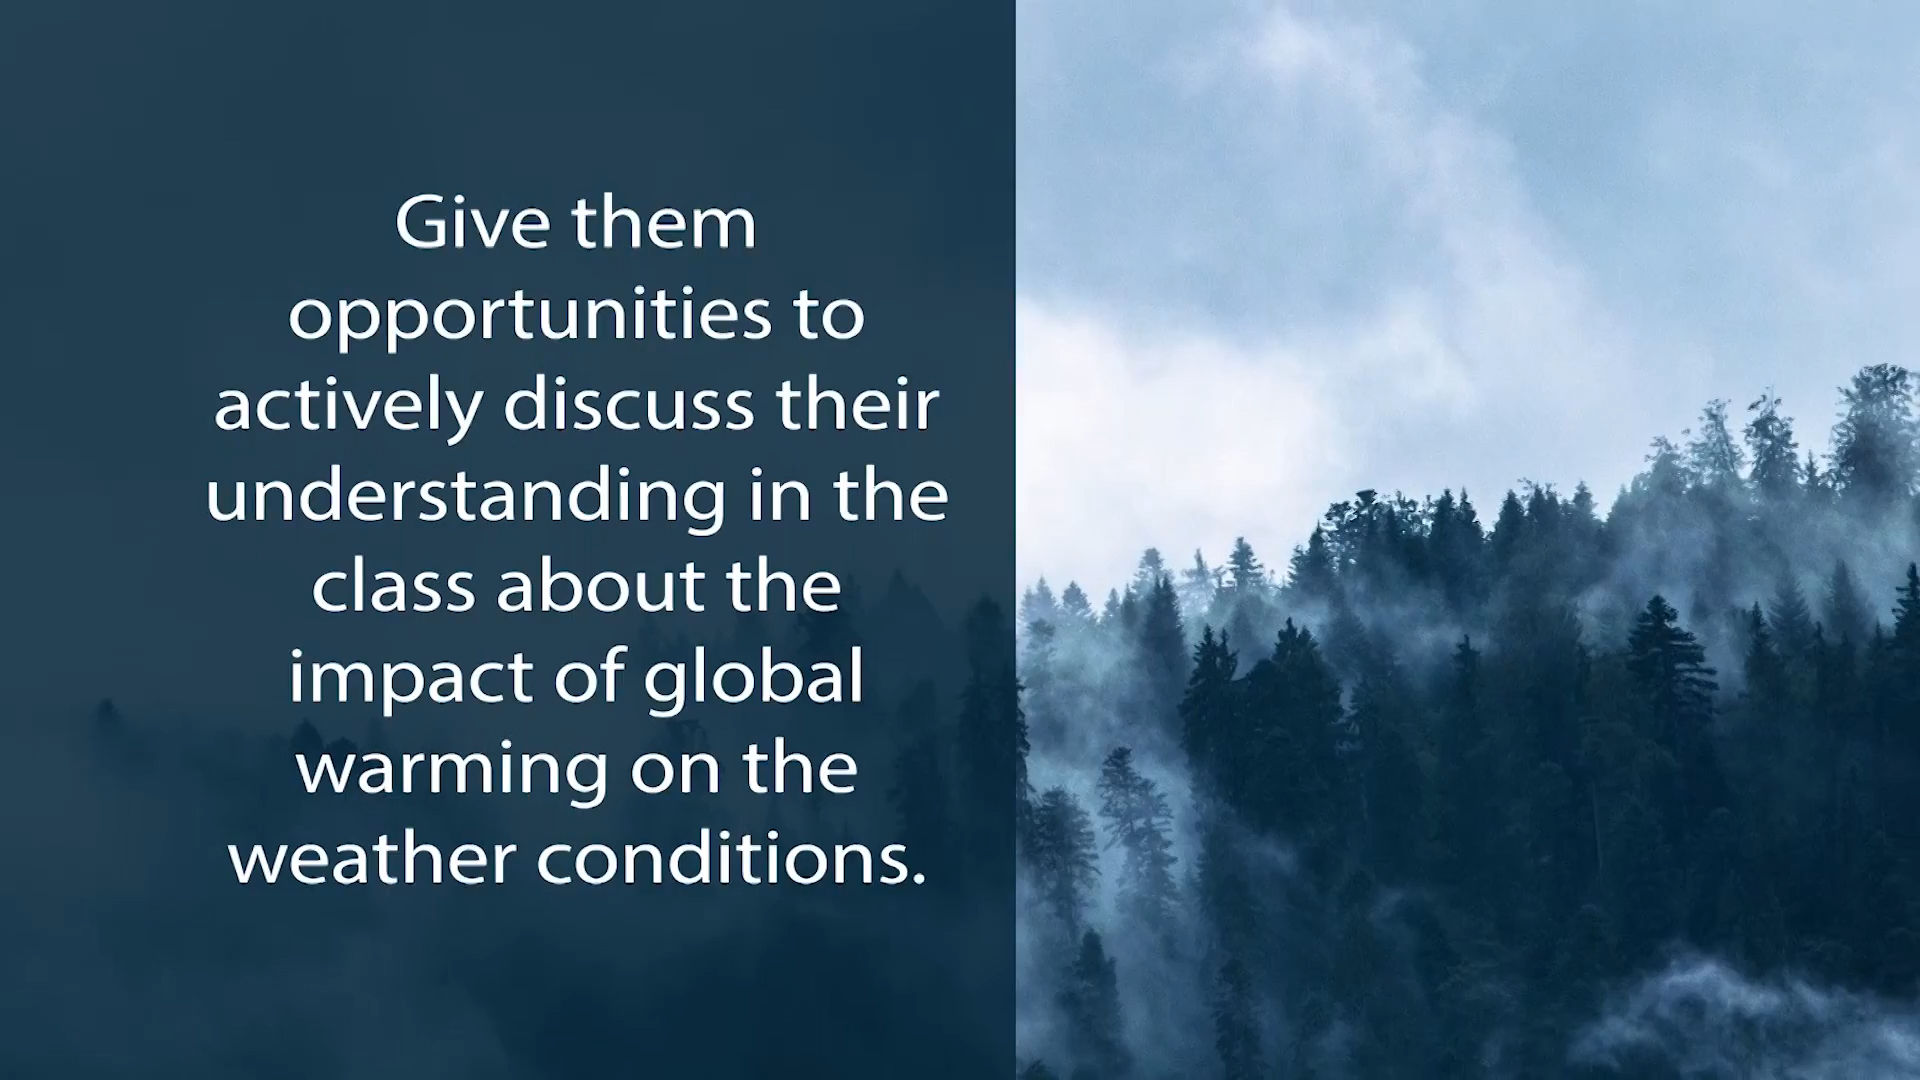 Give them
opportunities to
actively discuss their
understanding in the
class about the
impact of global
warming on the
weather conditions.